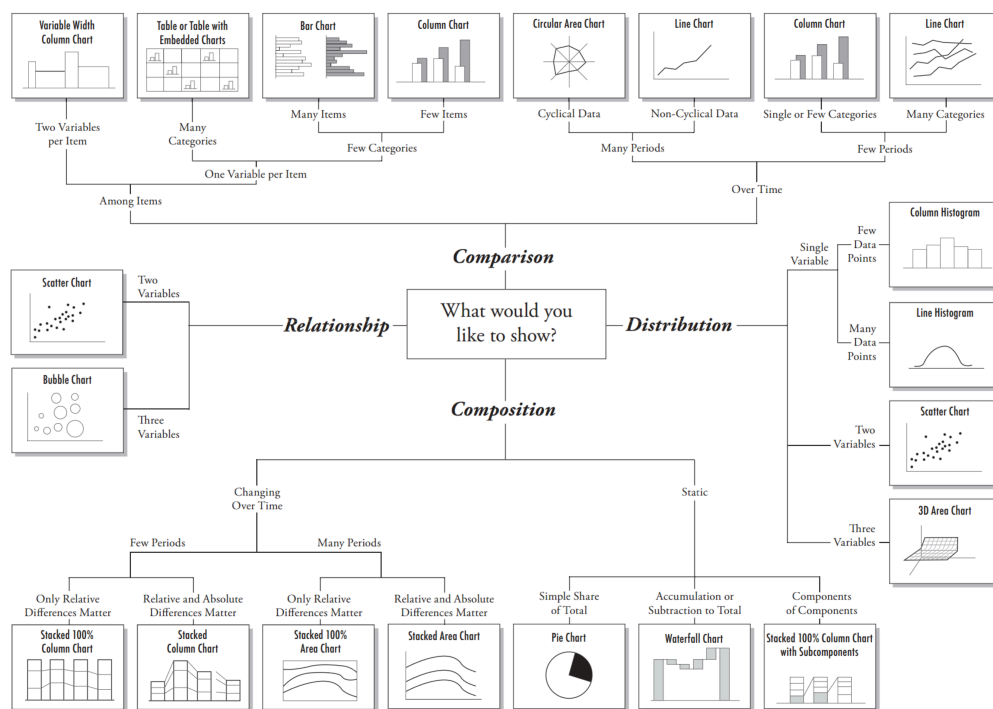 Variable Width
Column Chart
Table or Table with
Embedded Charts
Bar Chart
Column Chart
Circular Area Chart
Line Chart
Column Chart
Line Chart
Two Variables
per Item
Many
Categories
Many Items
Few Items
Cyclical Data
Non-Cyclical Data
Single or Few Categories
Many Categories
Few Categories
Many Periods
Few Periods
One Variable per Item
Among Items
Over Time
Comparison
What would you
like to show?
Relationship
Two
Variables
Scatter Chart
Bubble Chart
Three
Variables
Distribution
Single
Variable
Few
Data
Points
Column Histogram
Many
Data
Points
Line Histogram
Two
Variables
Scatter Chart
Three
Variables
3D Area Chart
Composition
Changing
Over Time
Static
Few Periods
Many Periods
Only Relative
Differences Matter
Relative and Absolute
Differences Matter
Only Relative
Differences Matter
Relative and Absolute
Differences Matter
Simple Share
of Total
Accumulation or
Subtraction to Total
Components
of Components
Stacked 100%
Column Chart
Stacked
Column Chart
Stacked 100%
Area Chart
Stacked Area Chart
Pie Chart
Waterfall Chart
Stacked 100% Column Chart
with Subcomponents